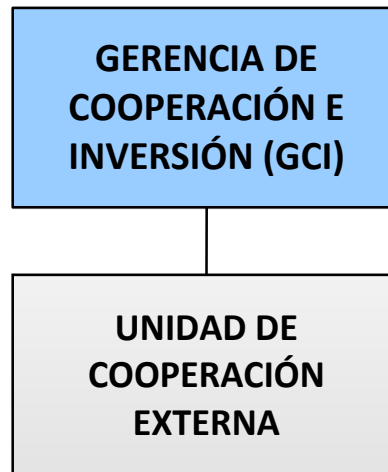 GERENCIA DE
COOPERACIÓN E
INVERSIÓN (GCI)
UNIDAD DE
COOPERACIÓN
EXTERNA